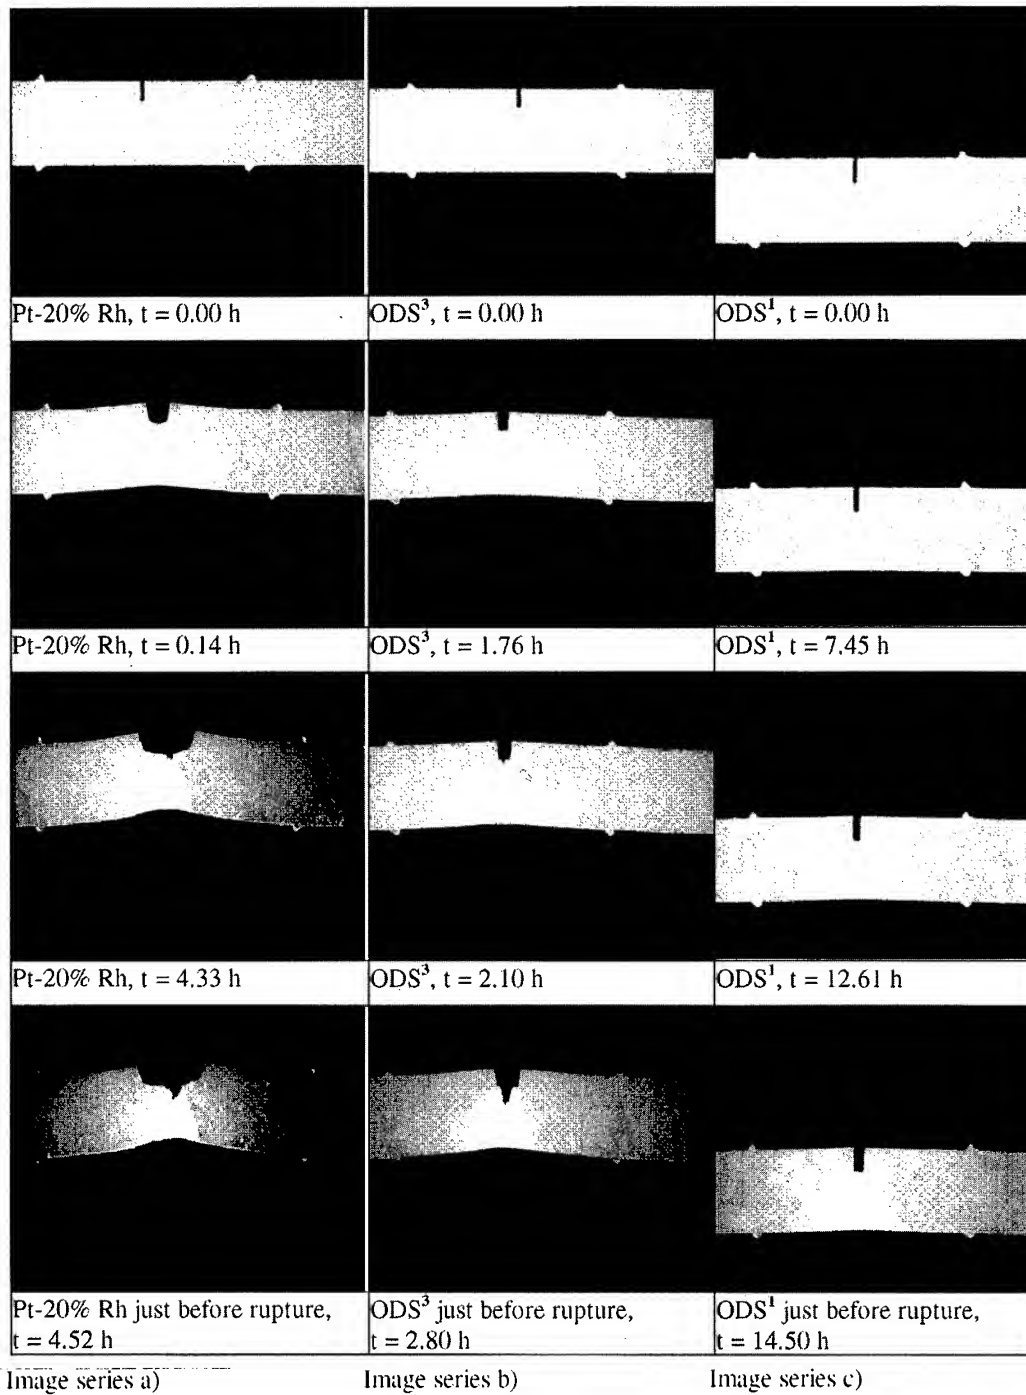 Pt-20% Rh, t = 0.00 h
ODS³, t = 0.00 h
ODS¹, t = 0.00 h
Pt-20% Rh, t = 0.14 h
ODS³, t = 1.76 h
ODS¹, t = 7.45 h
Pt-20% Rh, t = 4.33 h
ODS³, t = 2.10 h
ODS¹, t = 12.61 h
Pt-20% Rh just before rupture,
t = 4.52 h
ODS³ just before rupture,
t = 2.80 h
ODS¹ just before rupture,
t = 14.50 h
Image series a)
Image series b)
Image series c)